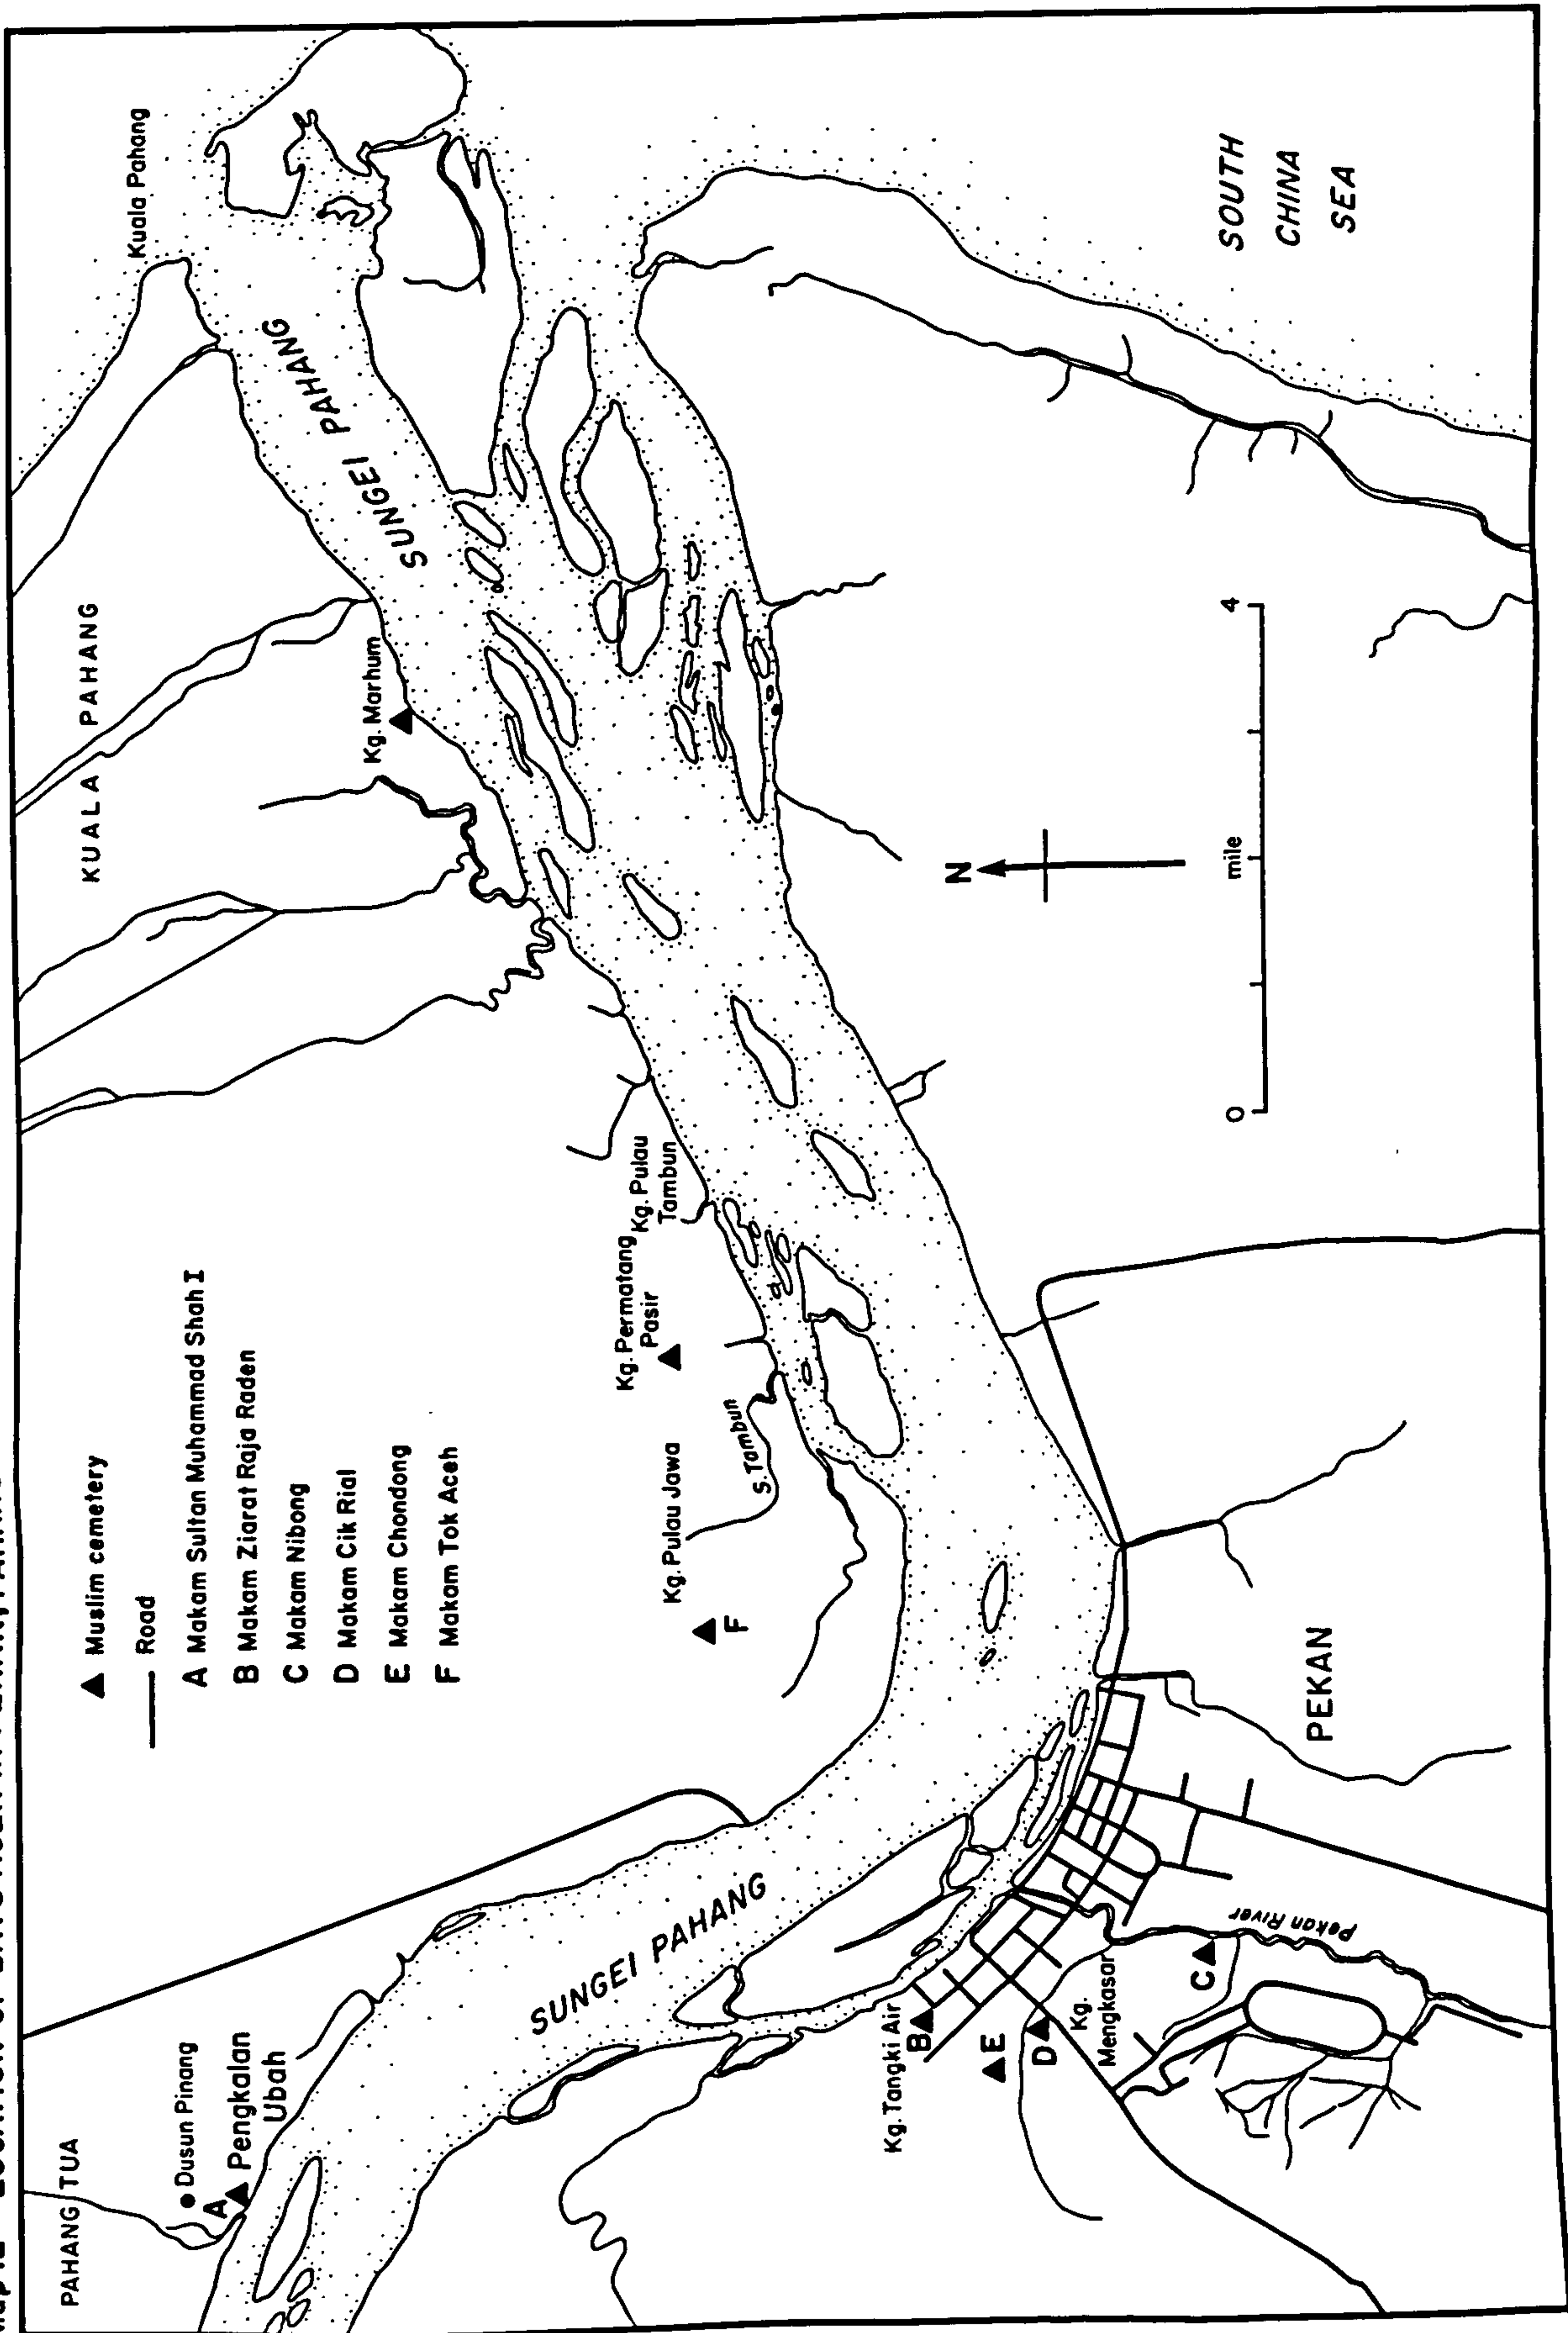 LOCATION OF
PAHANG TUA
Dusun Pinang
A
Pengkalan
Ubah
Muslim cemetery
Road
A Makam Sultan Muhammad Shah I
B Makam Ziarat Raja Raden
C Makam Nibong
D Makam Cik Rial
E Makam Chondong
F Makam Tok Aceh
KUALA PAHANG
Kuala Pahang
SUNGEI PAHANG
Kg. Marhum
Kg. Pulau
Tambun
Kg. Permatang
Pasir
S. Tambun
Kg. Pulau Jawa
F
SUNGEI PAHANG
Kg. Tangki Air
B
E
D
Kg.
Mengkasar
C
Pekan River
PEKAN
N
0 mile 4
SOUTH
CHINA
SEA